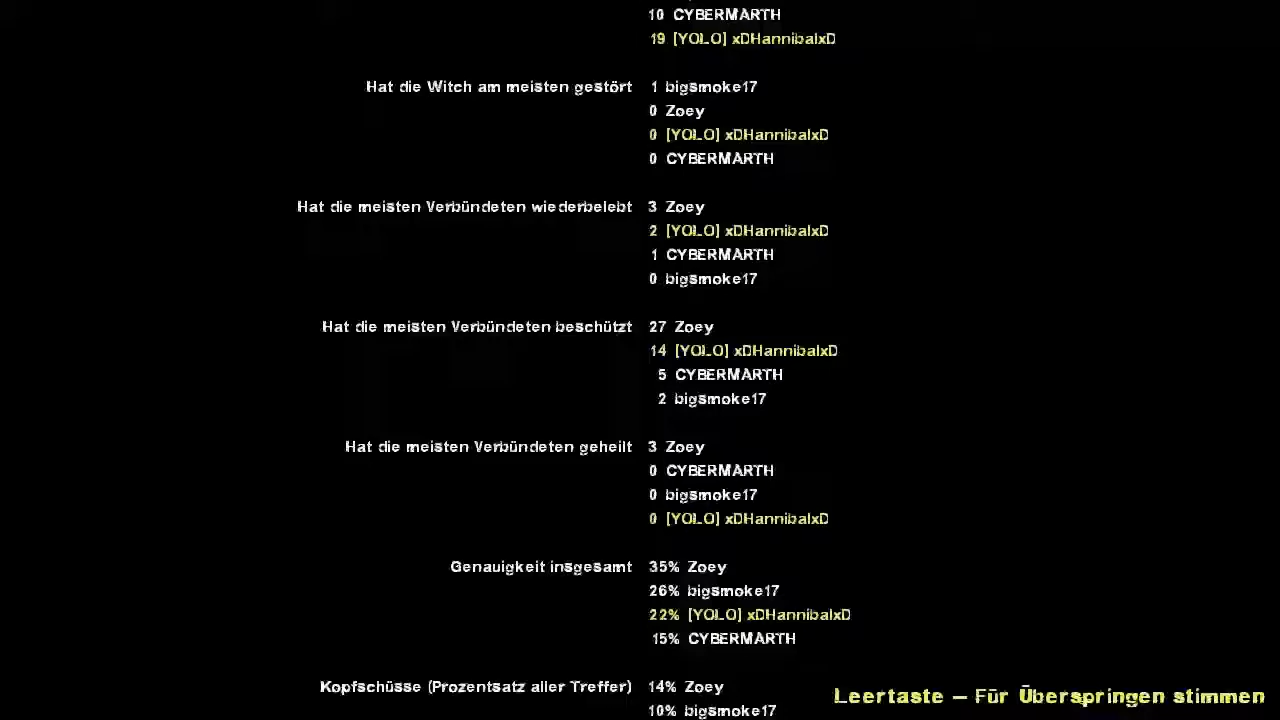 10 CYBERMARTH
19 [YOLO] xDHannibalxD
Hat die Witch am meisten gestört 1 bigsmoke17
0 Zoey
0 [YOLO] xDHannibalxD
0 CYBERMARTH
Hat die meisten Verbündeten wiederbelebt 3 Zoey
2 [YOLO] xDHannibalxD
1 CYBERMARTH
0 bigsmoke17
Hat die meisten Verbündeten beschützt 27 Zoey
14 [YOLO] xDHannibalxD
5 CYBERMARTH
2 bigsmoke17
Hat die meisten Verbündeten geheilt 3 Zoey
0 CYBERMARTH
0 bigsmoke17
0 [YOLO] xDHannibalxD
Genauigkeit insgesamt 35% Zoey
26% bigsmoke17
22% [YOLO] xDHannibalxD
15% CYBERMARTH
Kopfschüsse (Prozentsatz aller Treffer) 14% Zoey
10% bigsmoke17
Leertaste – Für Überspringen stimmen